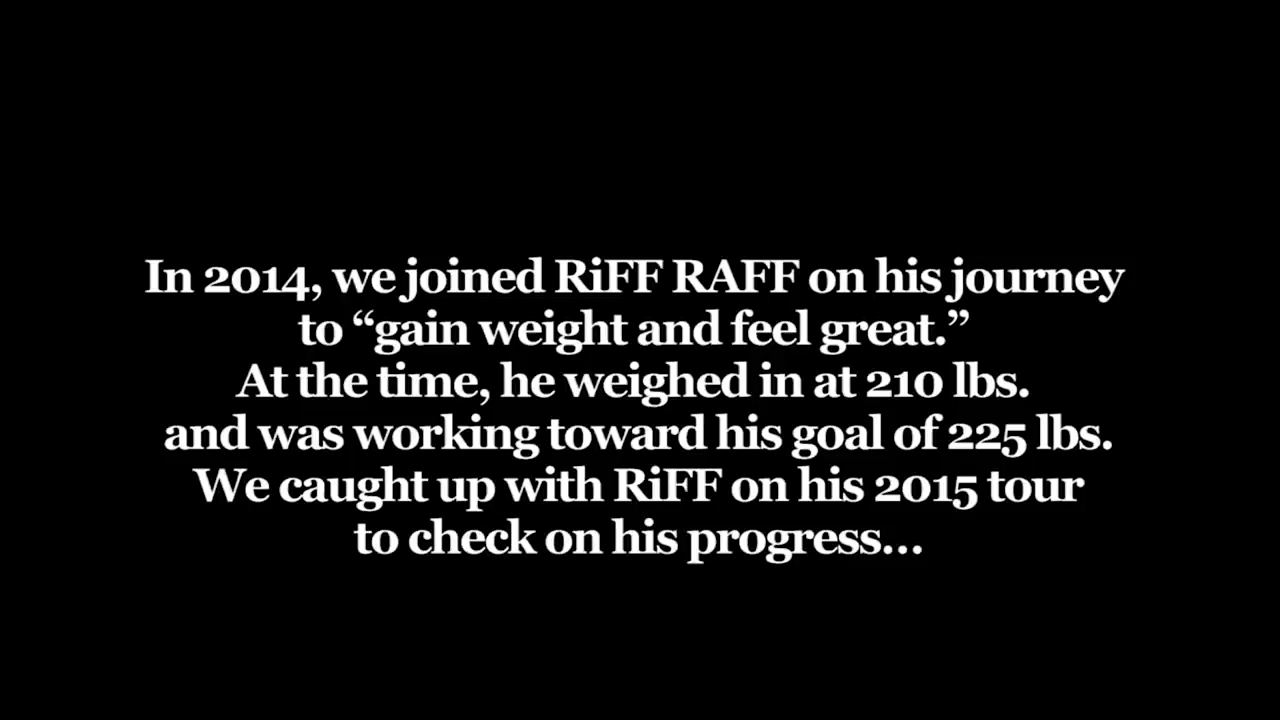 In 2014, we joined RiFF RAFF on his journey
to “gain weight and feel great.”
At the time, he weighed in at 210 lbs.
and was working toward his goal of 225 lbs.
We caught up with RiFF on his 2015 tour
to check on his progress...